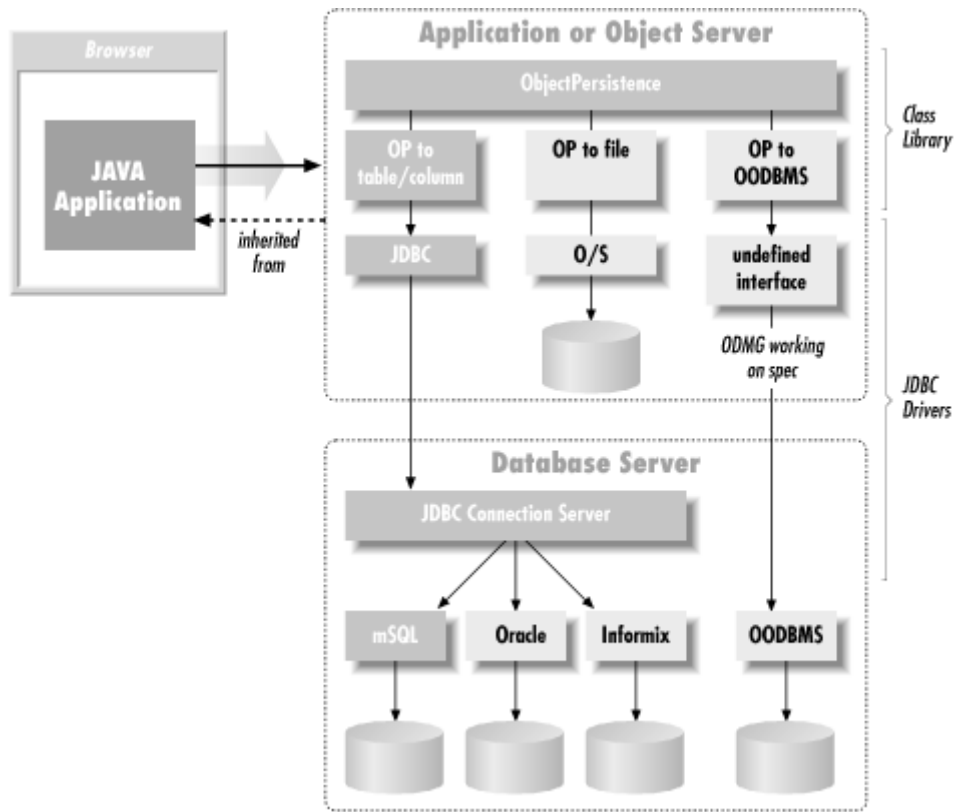 Browser
JAVA
Application
inherited
from
Application or Object Server
ObjectPersistence
OP to
table/column
OP to file
OP to
OODBMS
JDBC
O/S
undefined
interface
ODMG working
on spec
Class
Library
JDBC
Drivers
Database Server
JDBC Connection Server
mSQL
Oracle
Informix
OODBMS